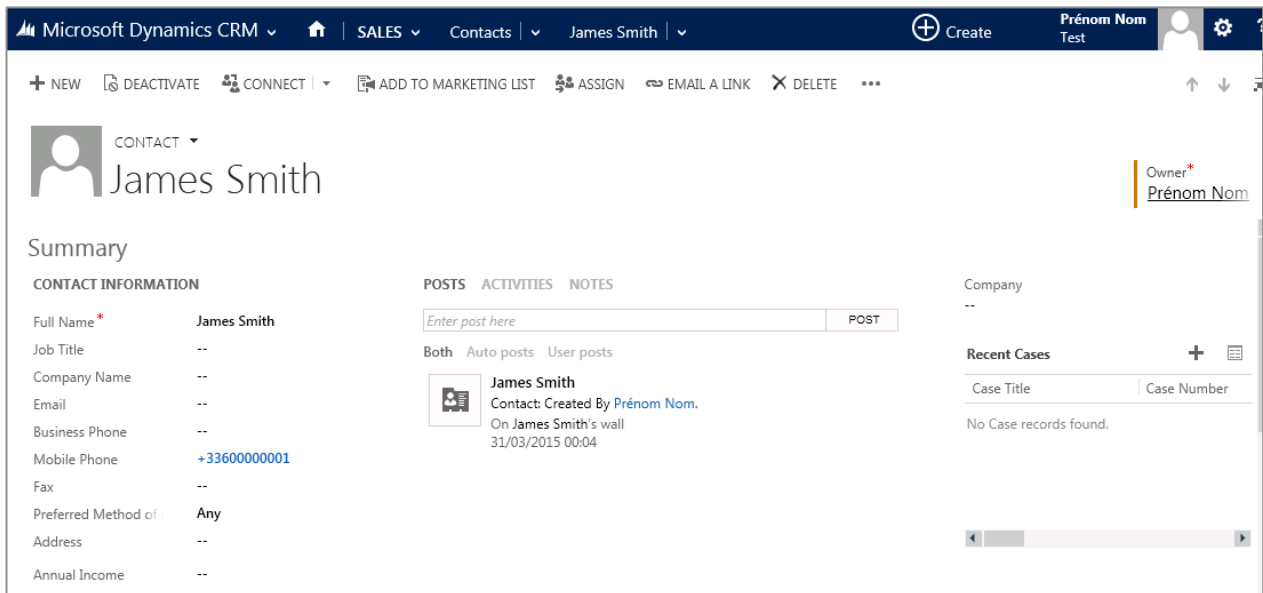 Microsoft Dynamics CRM SALES Contacts James Smith Create Prénom Nom
Test
NEW DEACTIVATE CONNECT ADD TO MARKETING LIST ASSIGN EMAIL A LINK DELETE •••
CONTACT
James Smith
Owner*
Prénom Nom
Summary
CONTACT INFORMATION
Full Name* James Smith
Job Title --
Company Name --
Email --
Business Phone --
Mobile Phone +33600000001
Fax --
Preferred Method of Any
Address --
Annual Income --
POSTS ACTIVITIES NOTES
Enter post here POST
Both Auto posts User posts
James Smith
Contact: Created By Prénom Nom.
On James Smith's wall
31/03/2015 00:04
Company
--
Recent Cases
Case Title Case Number
No Case records found.